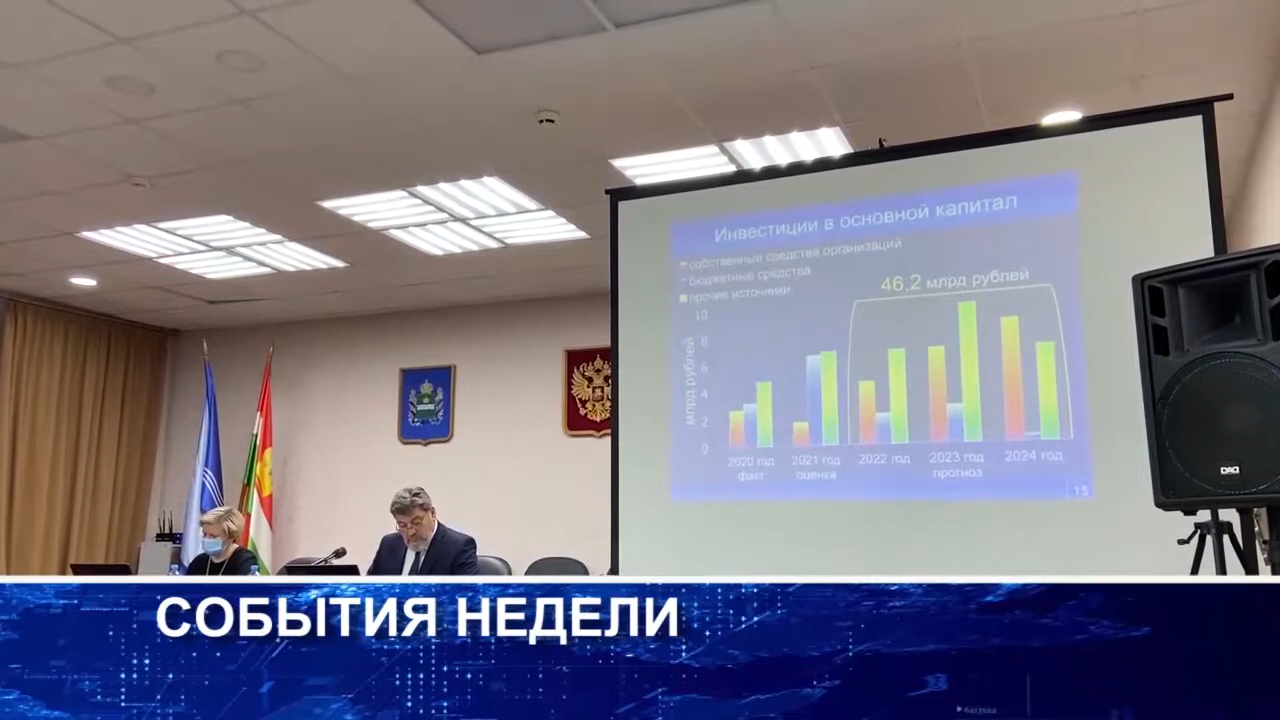 Инвестиции в основной капитал
собственные средства организаций
бюджетные средства
прочие источники
46,2 млрд рублей
млрд рублей
10
8
6
4
2
0
2020 год 2021 год 2022 год 2023 год 2024 год
факт оценка прогноз
15
DAD
СОБЫТИЯ НЕДЕЛИ